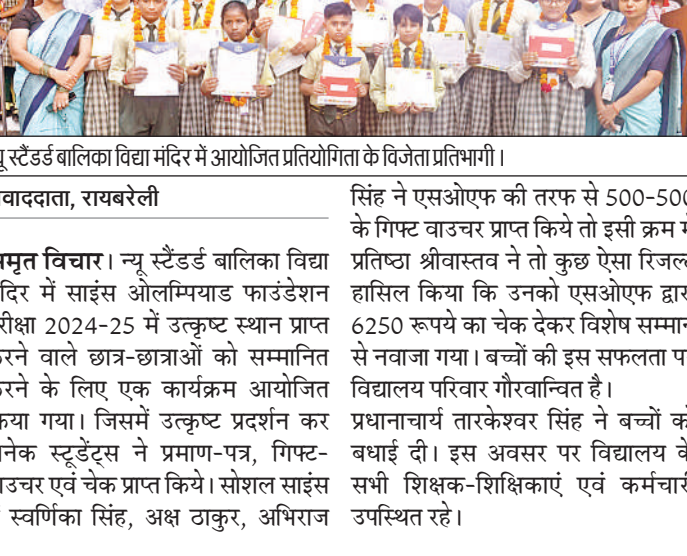 यू स्टैंडर्ड बालिका विद्या मंदिर में आयोजित प्रतियोगिता के विजेता प्रतिभागी।
वाददाता, रायबरेली
मृत विचार। न्यू स्टैंडर्ड बालिका विद्या
दिर में साइंस ओलम्पियाड फाउंडेशन
रीक्षा 2024-25 में उत्कृष्ट स्थान प्राप्त
रने वाले छात्र-छात्राओं को सम्मानित
रने के लिए एक कार्यक्रम आयोजित
कया गया। जिसमें उत्कृष्ट प्रदर्शन कर
नेक स्टूडेंट्स ने प्रमाण-पत्र, गिफ्ट-
ाउचर एवं चेक प्राप्त किये। सोशल साइंस
स्वर्णिका सिंह, अक्ष ठाकुर, अभिराज
सिंह ने एसओएफ की तरफ से 500-500
के गिफ्ट वाउचर प्राप्त किये तो इसी क्रम में
प्रतिष्ठा श्रीवास्तव ने तो कुछ ऐसा रिजल्ट
हासिल किया कि उनको एसओएफ द्वारा
6250 रूपये का चेक देकर विशेष सम्मान
से नवाजा गया। बच्चों की इस सफलता पर
विद्यालय परिवार गौरवान्वित है।
प्रधानाचार्य तारकेश्वर सिंह ने बच्चों को
बधाई दी। इस अवसर पर विद्यालय के
सभी शिक्षक-शिक्षिकाएं एवं कर्मचारी
उपस्थित रहे।